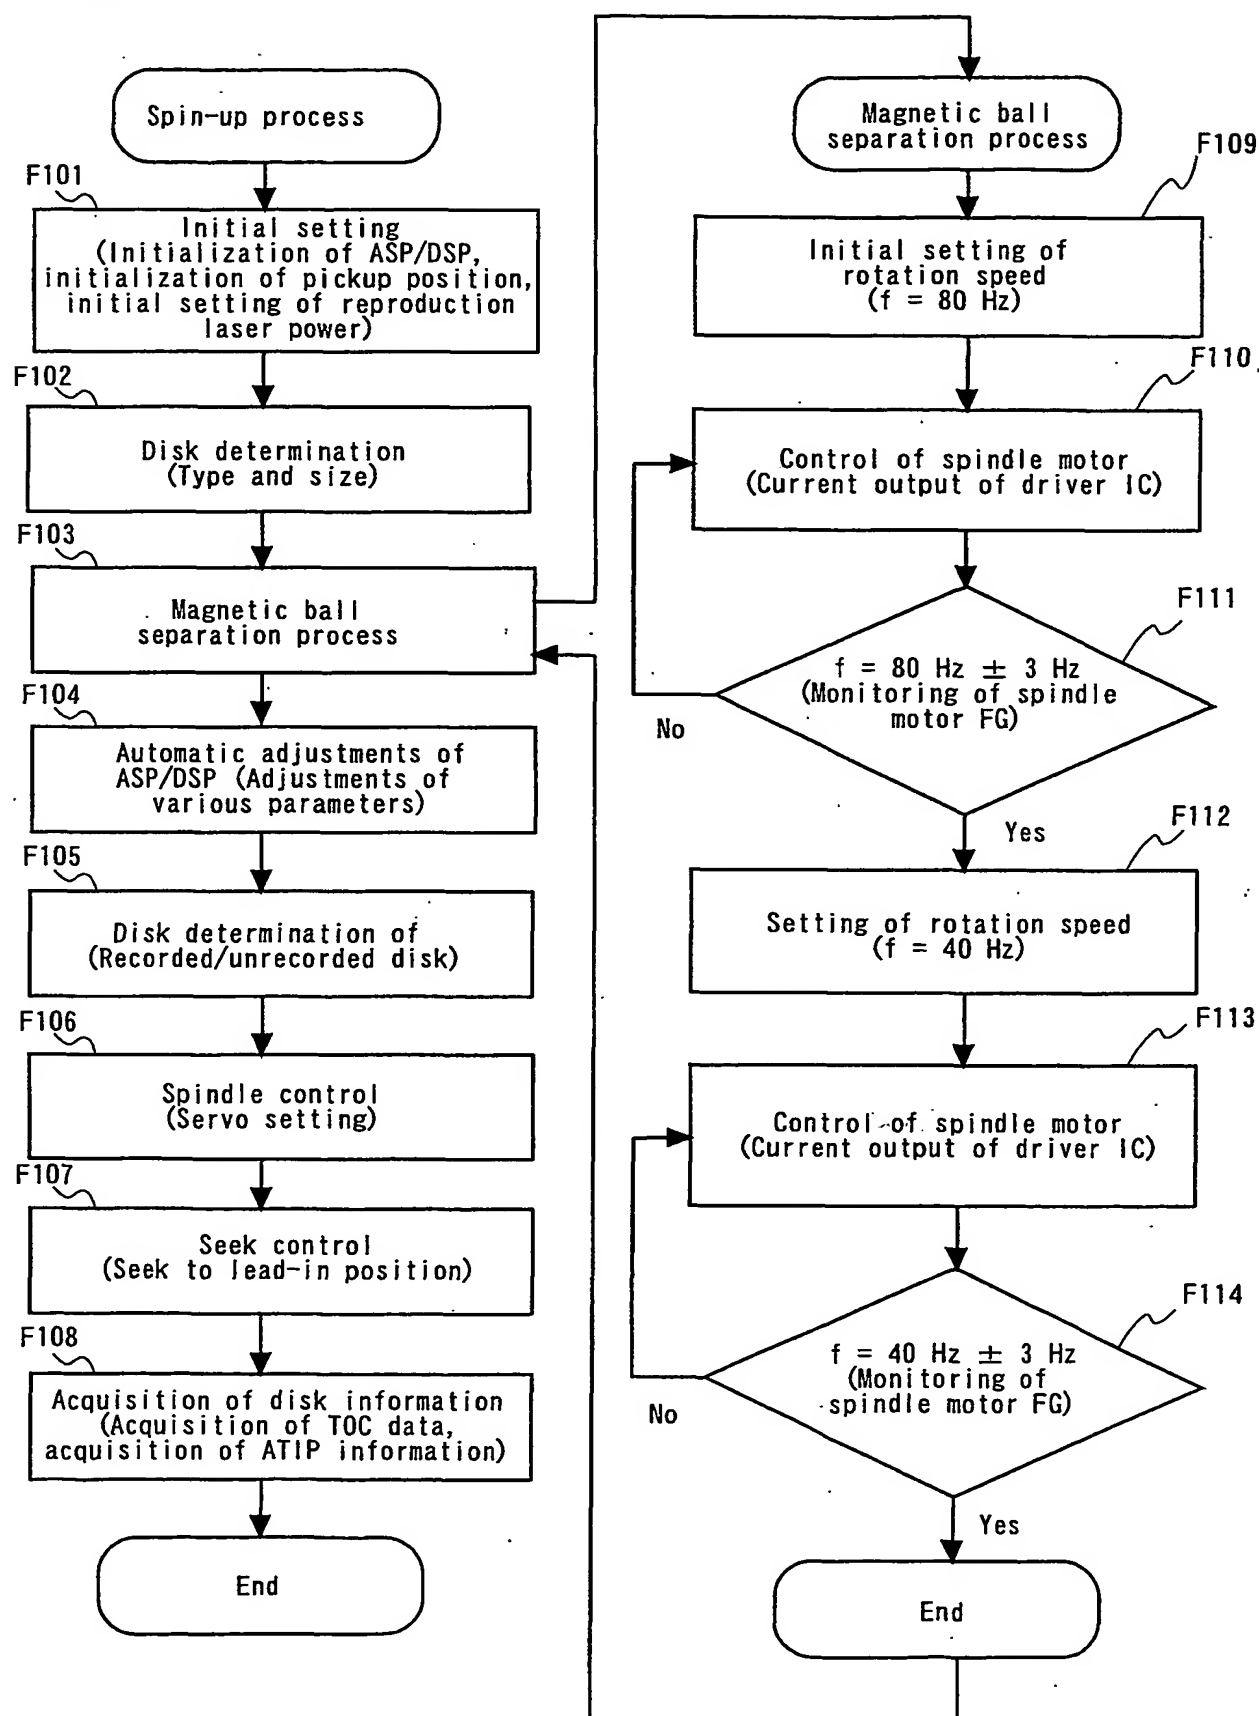 Spin-up process
F101
Initial setting
(Initialization of ASP/DSP,
initialization of pickup position,
initial setting of reproduction
laser power)
F102
Disk determination
(Type and size)
F103
Magnetic ball
separation process
F104
Automatic adjustments of
ASP/DSP (Adjustments of
various parameters)
F105
Disk determination of
(Recorded/unrecorded disk)
F106
Spindle control
(Servo setting)
F107
Seek control
(Seek to lead-in position)
F108
Acquisition of disk information
(Acquisition of TOC data,
acquisition of ATIP information)
End
Magnetic ball
separation process
F109
Initial setting of
rotation speed
(f = 80 Hz)
F110
Control of spindle motor
(Current output of driver IC)
F111
f = 80 Hz ± 3 Hz
(Monitoring of spindle
motor FG)
No
Yes
F112
Setting of rotation speed
(f = 40 Hz)
F113
Control of spindle motor
(Current output of driver IC)
F114
f = 40 Hz ± 3 Hz
(Monitoring of
spindle motor FG)
No
Yes
End